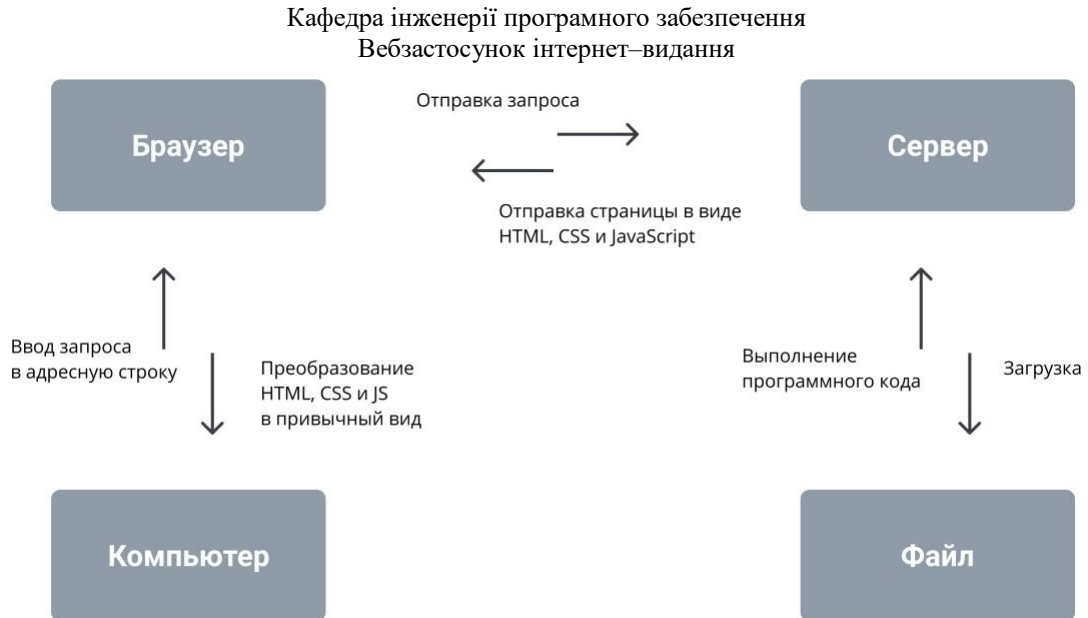 Кафедра інженерії програмного забезпечення
Вебзастосунок інтернет–видання
Браузер
Отправка запроса
Сервер
Отправка страницы в виде
HTML, CSS и JavaScript
Ввод запроса
в адресную строку
Преобразование
HTML, CSS и JS
в привычный вид
Выполнение
программного кода
Загрузка
Компьютер
Файл